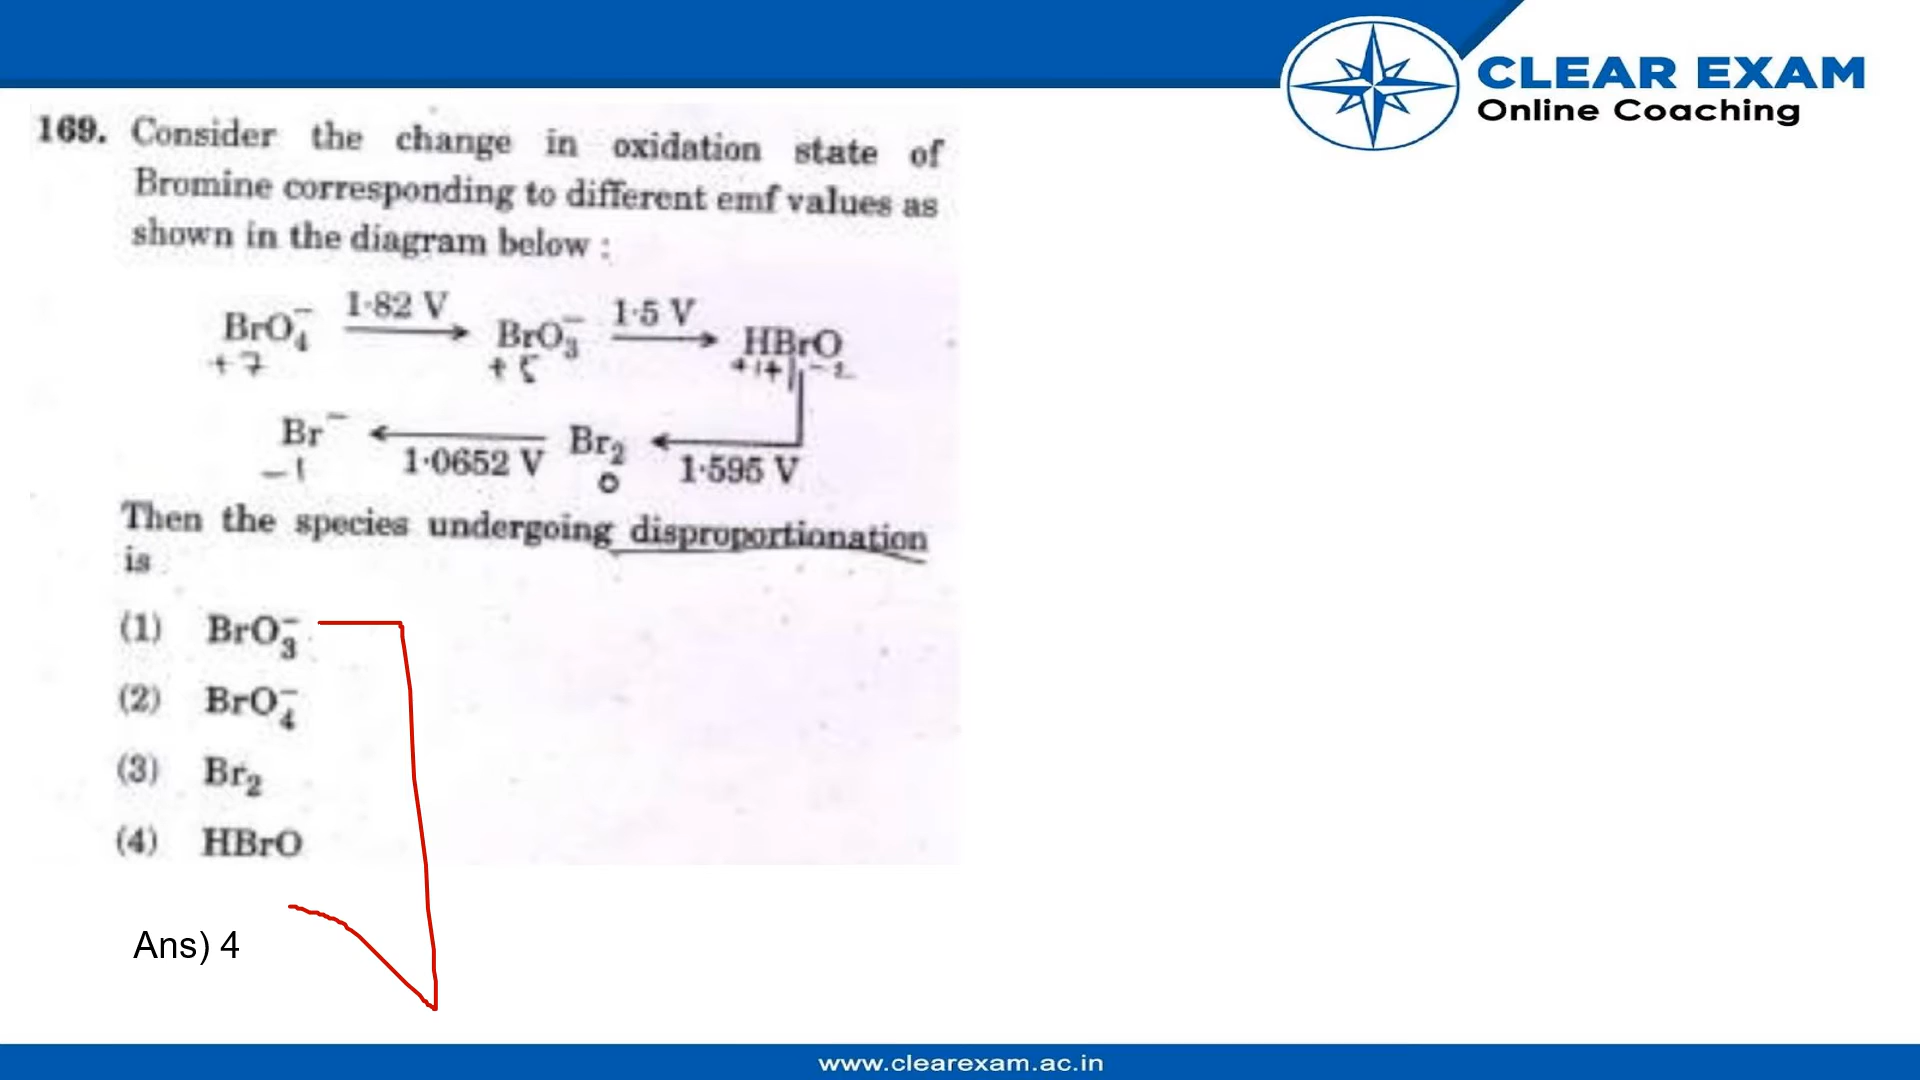 CLEAR EXAM
Online Coaching
169. Consider the change in oxidation state of
Bromine corresponding to different emf values as
shown in the diagram below :
BrO₄⁻ 1·82 V BrO₃⁻ 1·5 V HBrO
+7 +5 +1+1 -2
Br⁻ 1·0652 V Br₂ 1·595 V
-1 0
Then the species undergoing disproportionation
is
(1) BrO₃⁻
(2) BrO₄⁻
(3) Br₂
(4) HBrO
Ans) 4
www.clearexam.ac.in